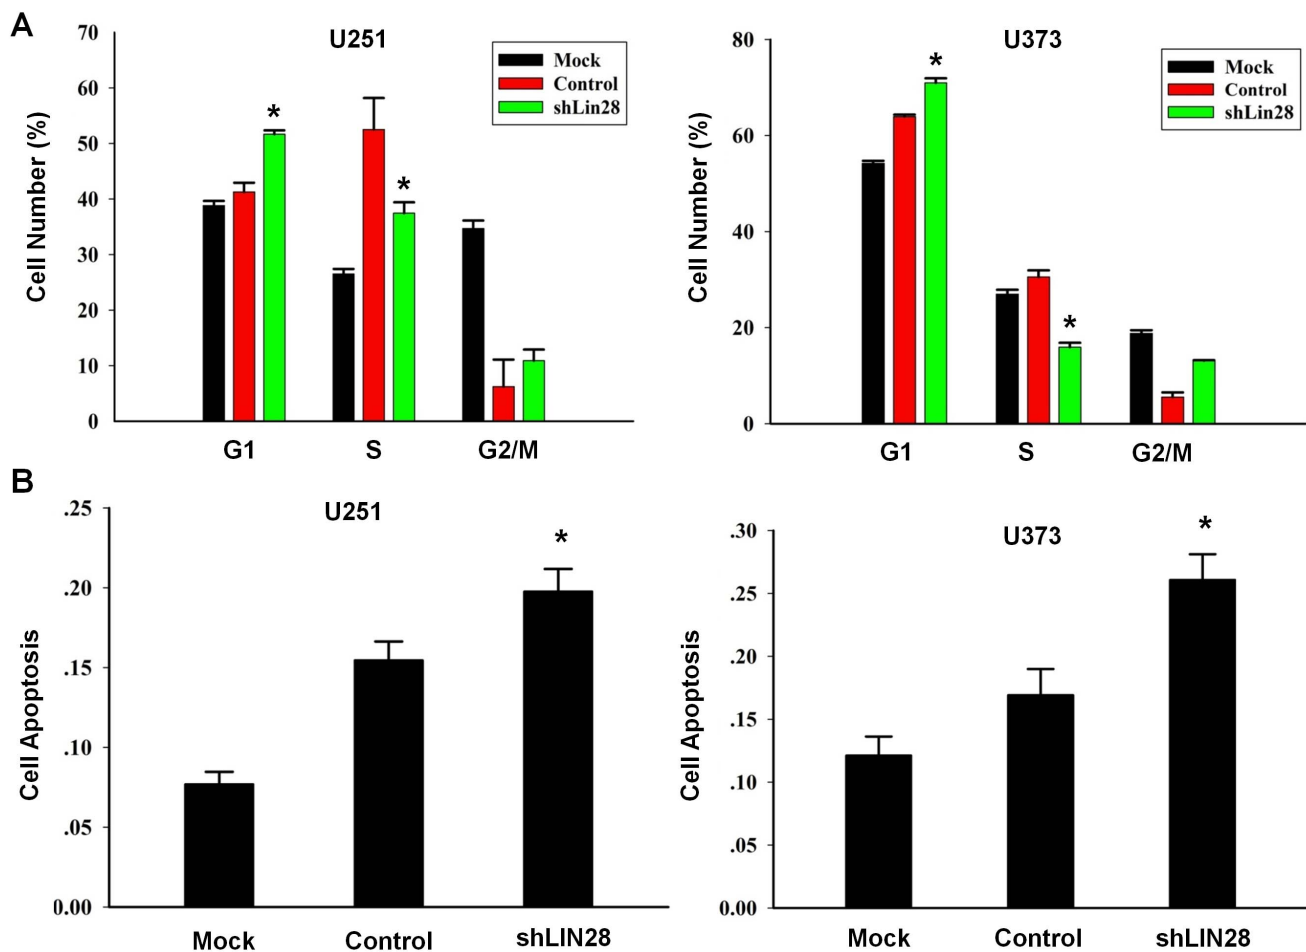 A
U251
Mock
Control
shLin28
Cell Number (%)
70
60
50
40
30
20
10
0
*
*
G1
S
G2/M
U373
Mock
Control
shLin28
Cell Number (%)
80
60
40
20
0
*
*
G1
S
G2/M
B
U251
Cell Apoptosis
.25
.20
.15
.10
.05
0.00
*
Mock
Control
shLIN28
U373
Cell Apoptosis
.30
.25
.20
.15
.10
.05
0.00
*
Mock
Control
shLIN28